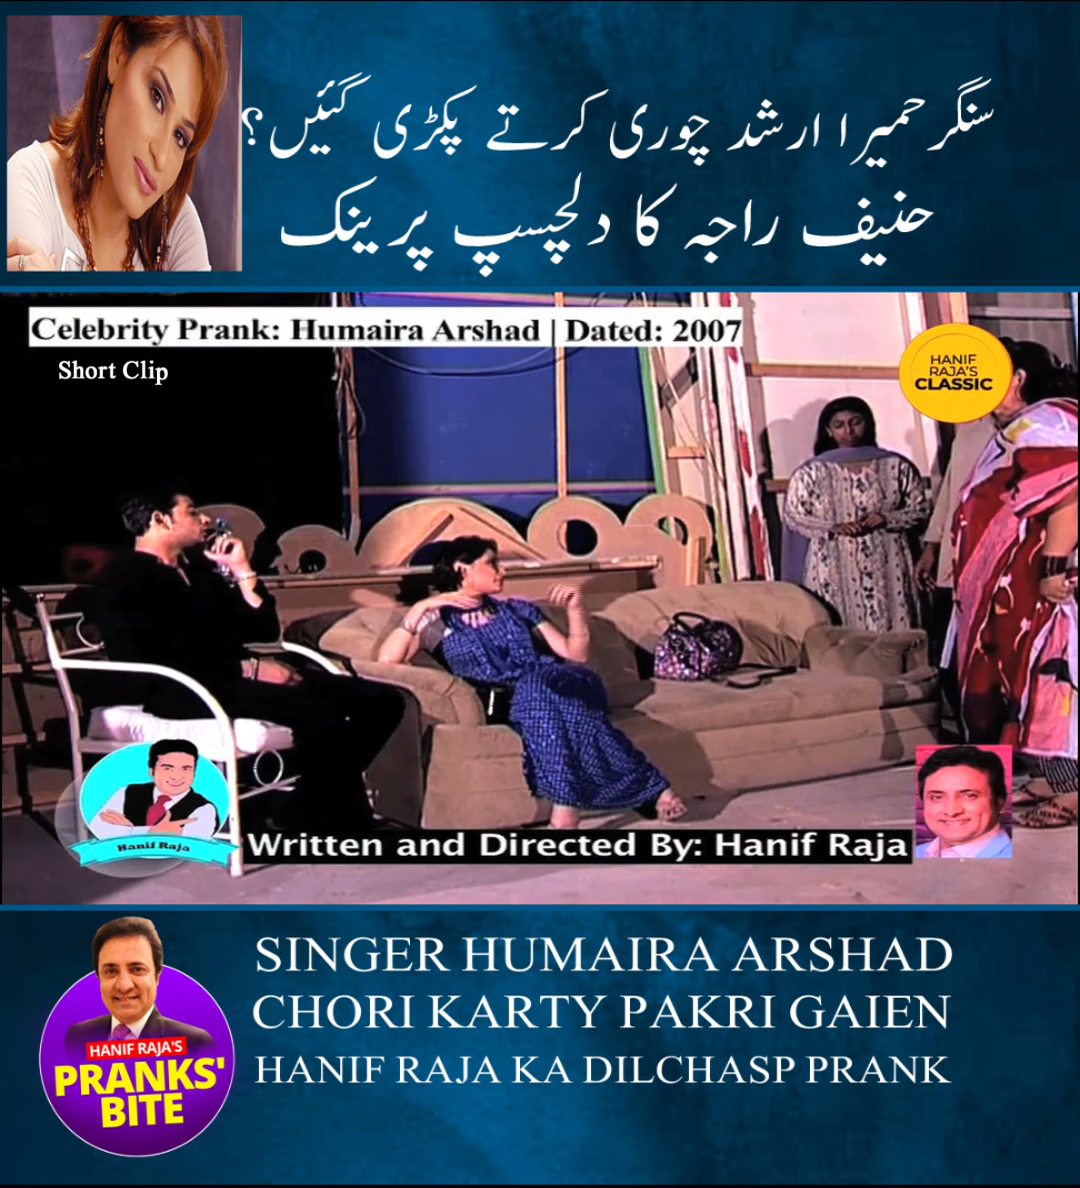 سنگر حمیرا ارشد چوری کرتے پکڑی گئیں؟
حنیف راجہ کا دلچسپ پرینک
Celebrity Prank: Humaira Arshad | Dated: 2007
Short Clip
HANIF
RAJA'S
CLASSIC
Hanif Raja
Written and Directed By: Hanif Raja
SINGER HUMAIRA ARSHAD
CHORI KARTY PAKRI GAIEN
HANIF RAJA KA DILCHASP PRANK
HANIF RAJA'S
PRANKS'
BITE